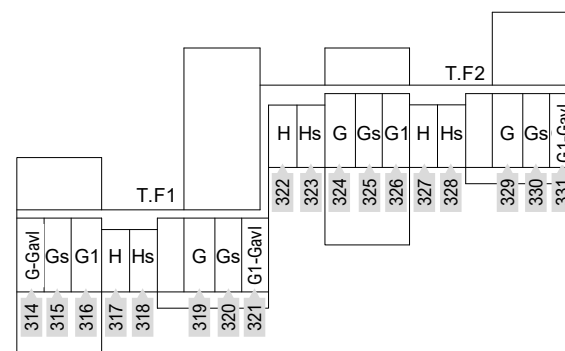 T.F2
H Hs G Gs G1 H Hs G Gs G1-Gavl
322 323 324 325 326 327 328 329 330 331
T.F1
G-Gavl Gs G1 H Hs G Gs G1-Gavl
314 315 316 317 318 319 320 321